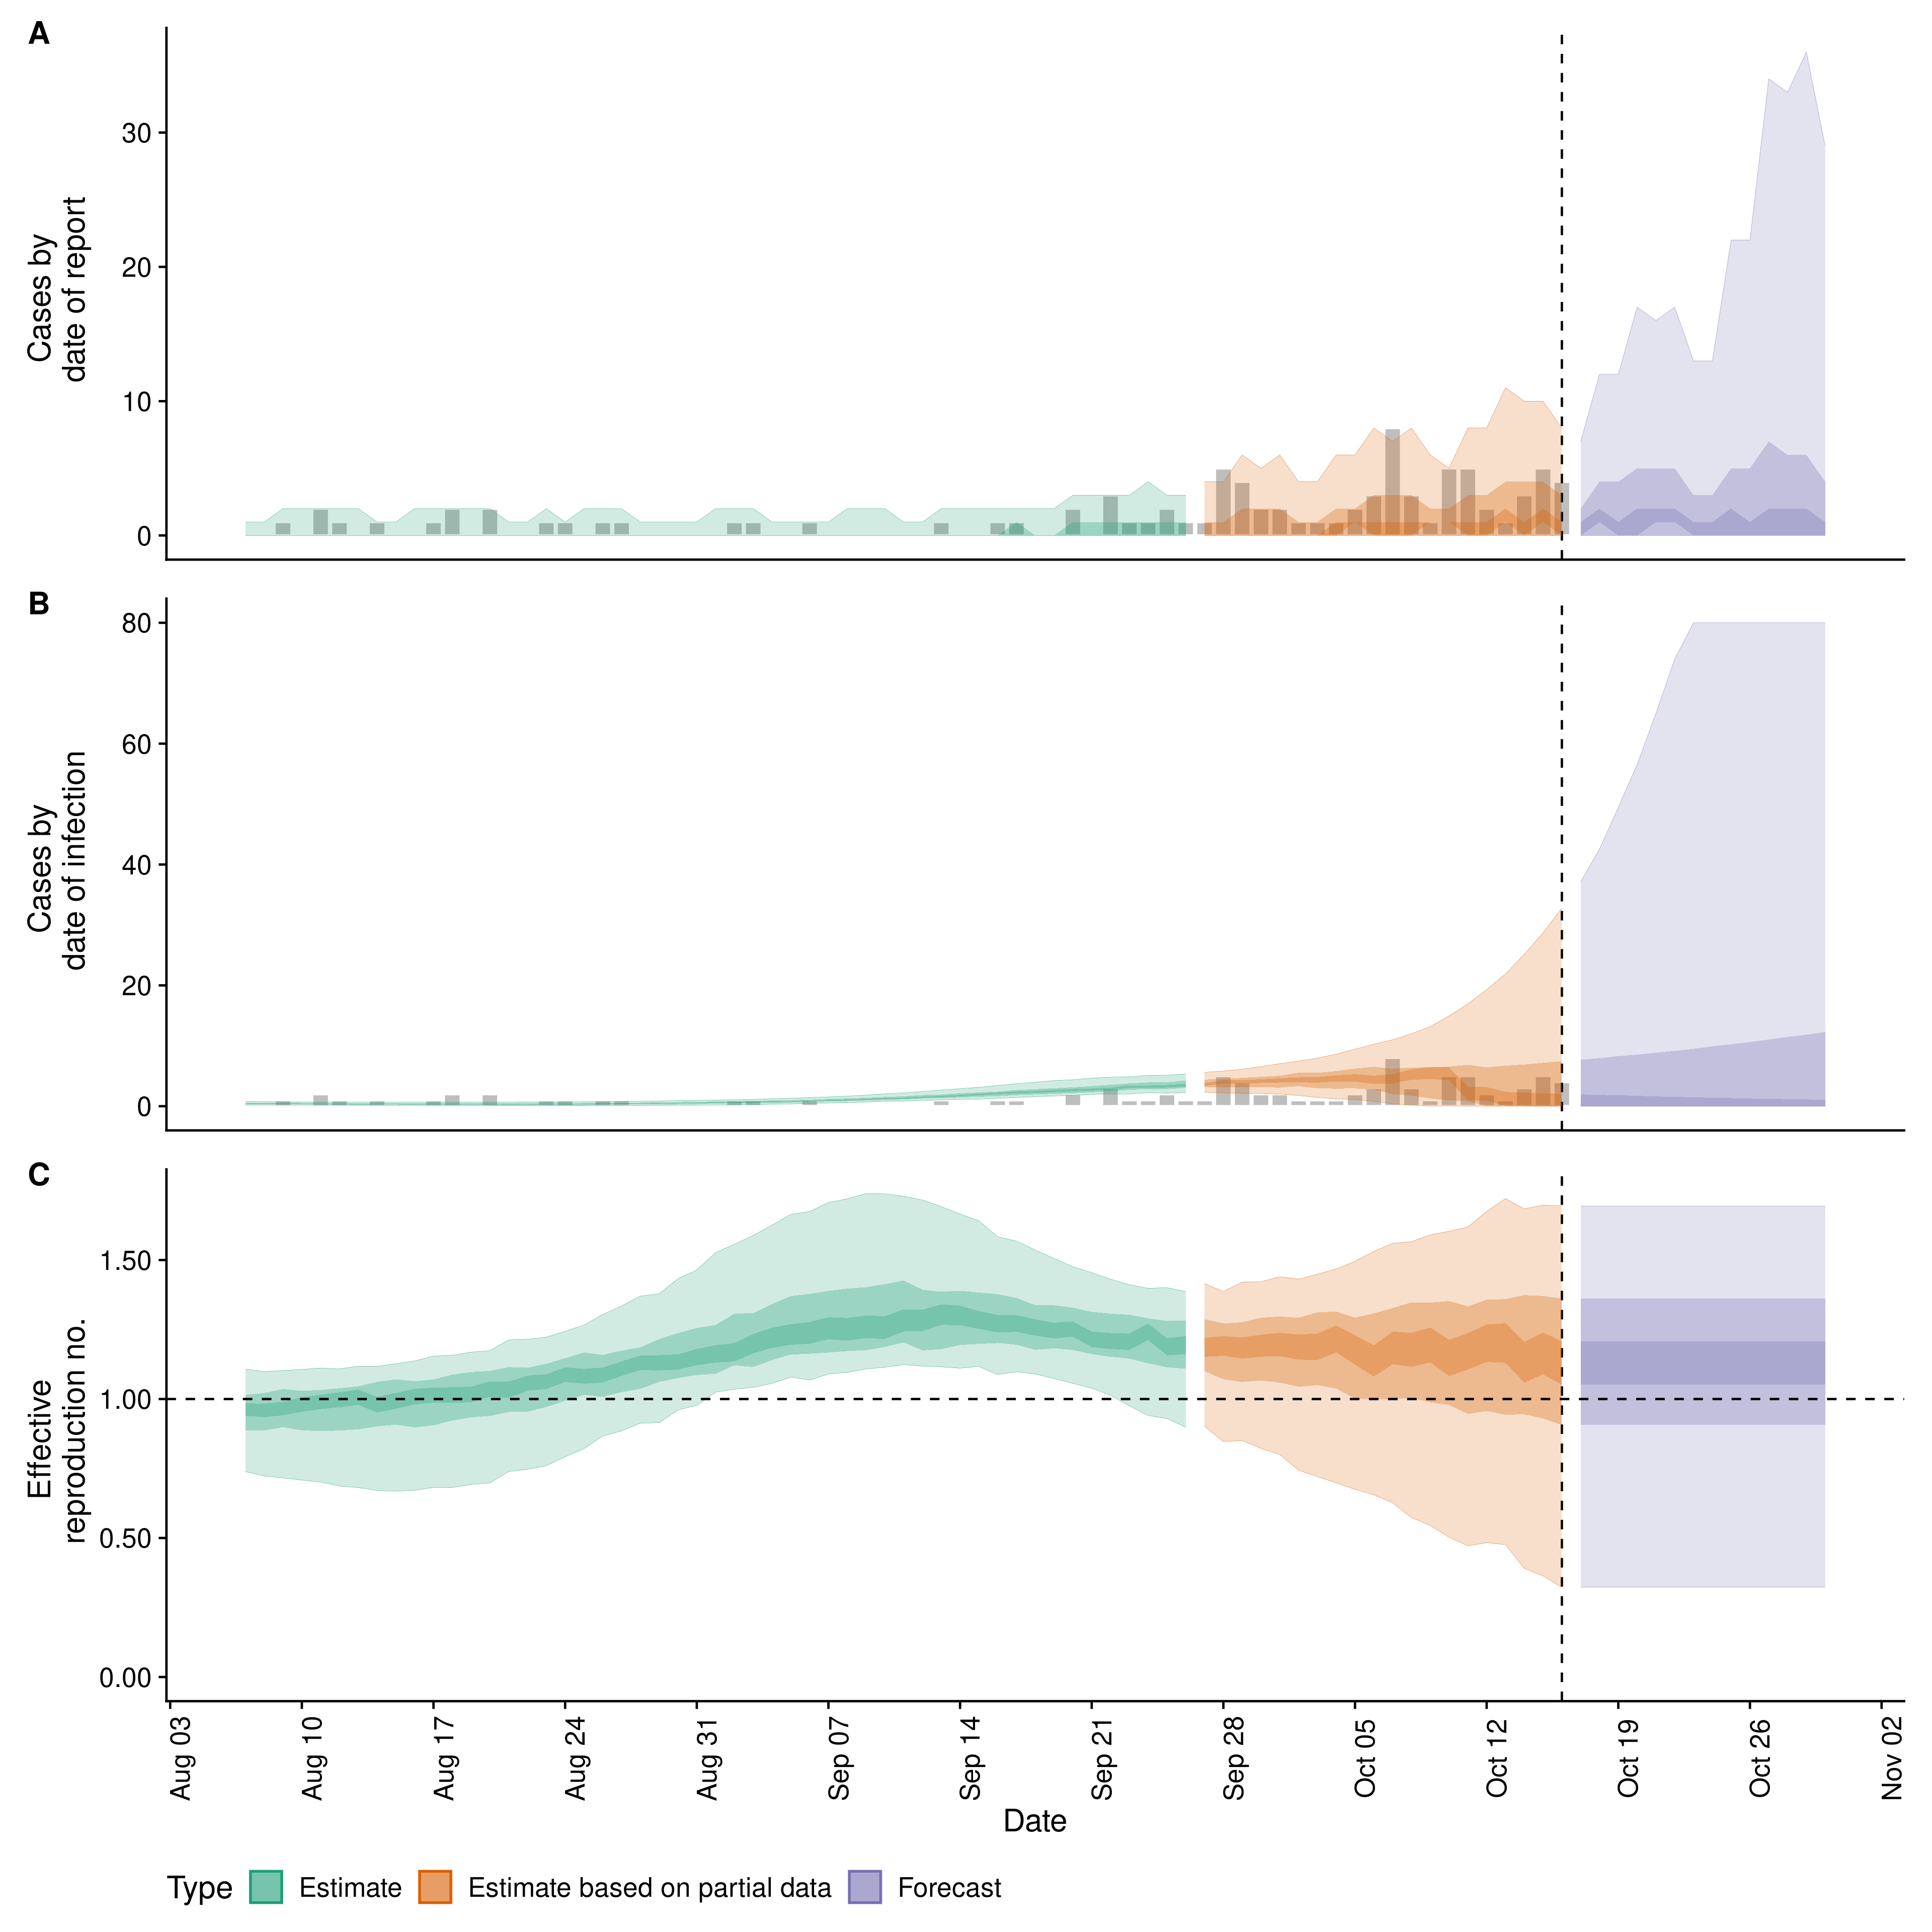 A
Cases by
date of report
30
20
10
0
B
Cases by
date of infection
80
60
40
20
0
C
Effective
reproduction no.
1.50
1.00
0.50
0.00
Aug 03
Aug 10
Aug 17
Aug 24
Aug 31
Sep 07
Sep 14
Sep 21
Sep 28
Oct 05
Oct 12
Oct 19
Oct 26
Nov 02
Date
Type Estimate Estimate based on partial data Forecast